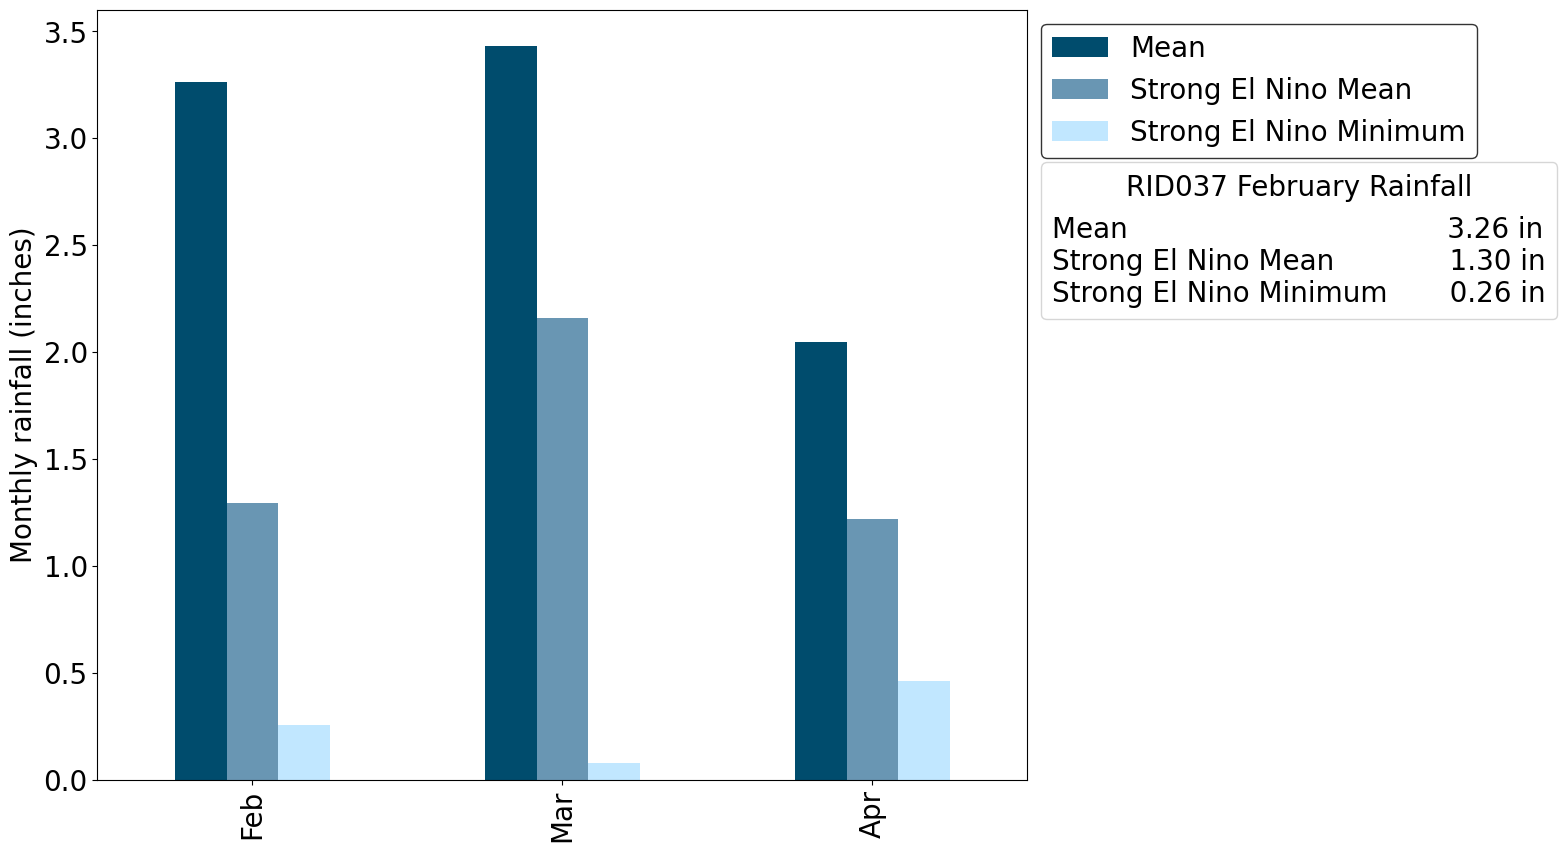 Monthly rainfall (inches)
3.5
3.0
2.5
2.0
1.5
1.0
0.5
0.0
Feb
Mar
Apr
Mean
Strong El Nino Mean
Strong El Nino Minimum
RID037 February Rainfall
Mean 3.26 in
Strong El Nino Mean 1.30 in
Strong El Nino Minimum 0.26 in